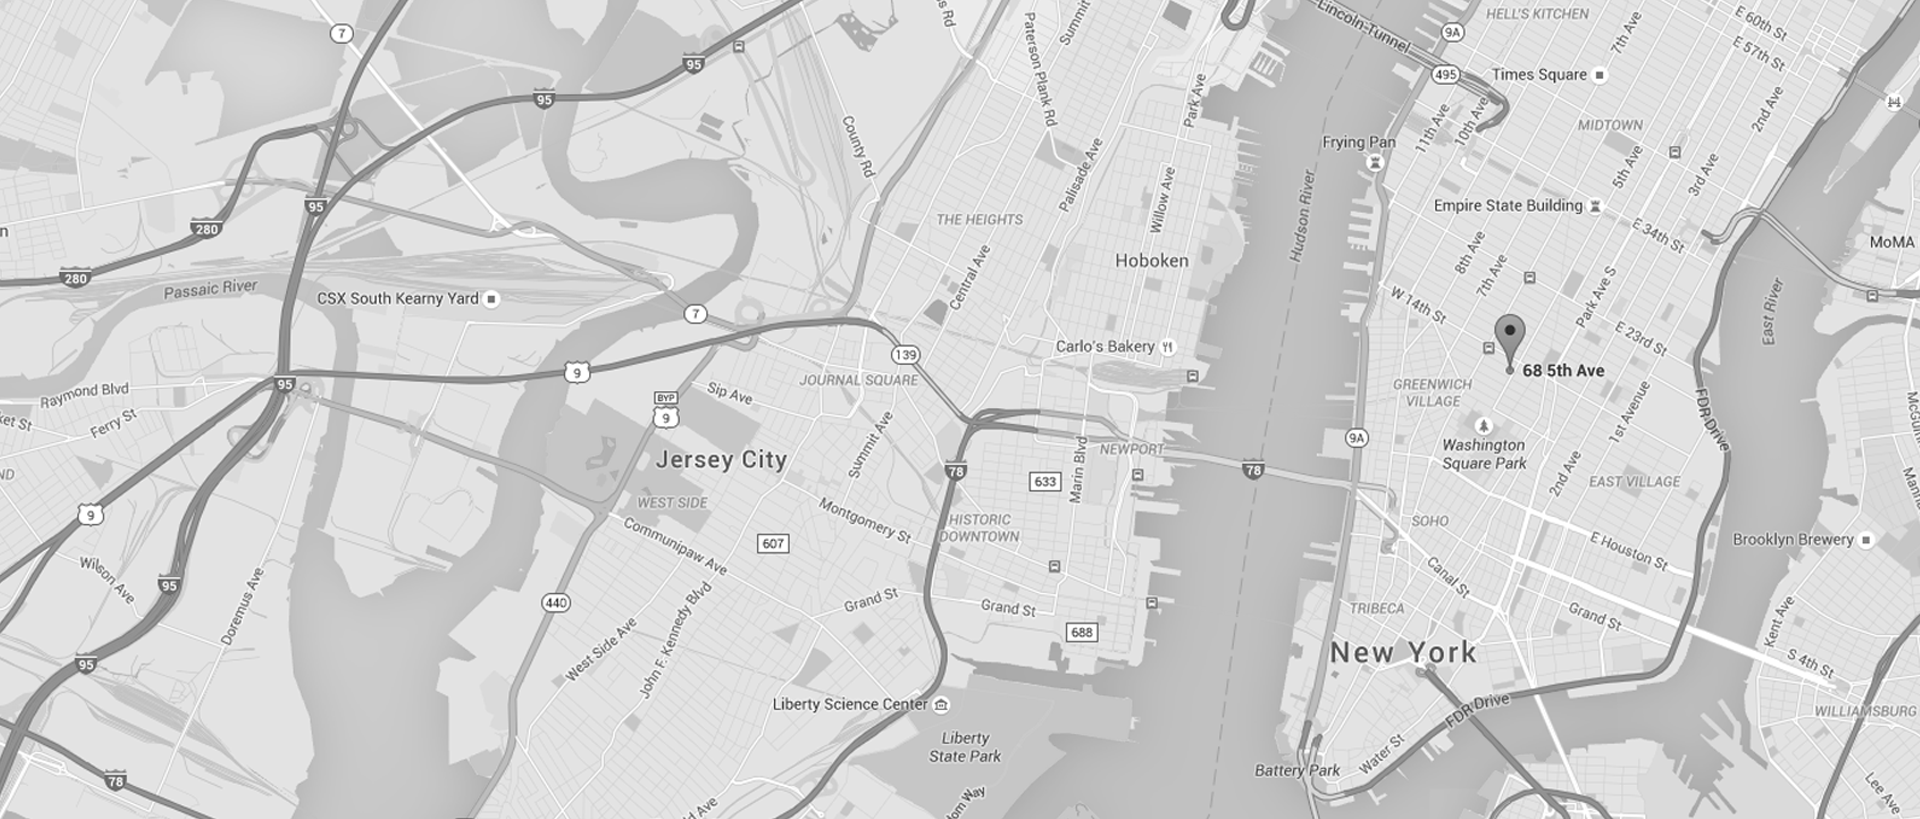 7
95
95
95
280
280
Passaic River
CSX South Kearny Yard
7
9
95
Raymond Blvd
Ferry St
9
Wilson Ave
95
Doremus Ave
95
78
BYP
9
Sip Ave
Jersey City
WEST SIDE
Communipaw Ave
607
440
West Side Ave
John F. Kennedy Blvd
Montgomery St
Summit Ave
JOURNAL SQUARE
139
County Rd
Paterson Plank Rd
Summit
THE HEIGHTS
Central Ave
Palisade Ave
Willow Ave
Park Ave
Hoboken
Carlo's Bakery
NEWPORT
Marin Blvd
633
78
HISTORIC
DOWNTOWN
Grand St
Grand St
688
Liberty Science Center
Liberty
State Park
78
Hudson River
Lincoln Tunnel
495
9A
HELL'S KITCHEN
7th Ave
E 60th St
E 57th St
Times Square
MIDTOWN
11th Ave
10th Ave
2nd Ave
Frying Pan
5th Ave
3rd Ave
Empire State Building
E 34th St
8th Ave
7th Ave
Park Ave S
W 14th St
E 23rd St
MoMA
East River
68 5th Ave
GREENWICH
VILLAGE
Washington
Square Park
1st Avenue
2nd Ave
EAST VILLAGE
FDR Drive
9A
SOHO
E Houston St
Canal St
TRIBECA
Grand St
New York
FDR Drive
Water St
Battery Park
Brooklyn Brewery
Kent Ave
S 4th St
WILLIAMSBURG
Lee Ave